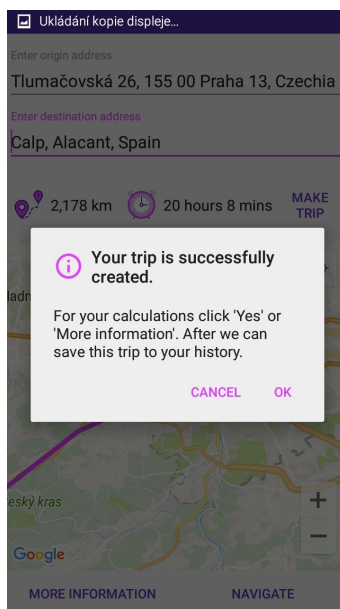 Ukládání kopie displeje…
Enter origin address
Tlumačovská 26, 155 00 Praha 13, Czechia
Enter destination address
Calp, Alacant, Spain
2,178 km 20 hours 8 mins MAKE TRIP
Your trip is successfully
created.
For your calculations click 'Yes' or
'More information'. After we can
save this trip to your history.
CANCEL OK
ladn
eský kras
+
−
Google
MORE INFORMATION NAVIGATE